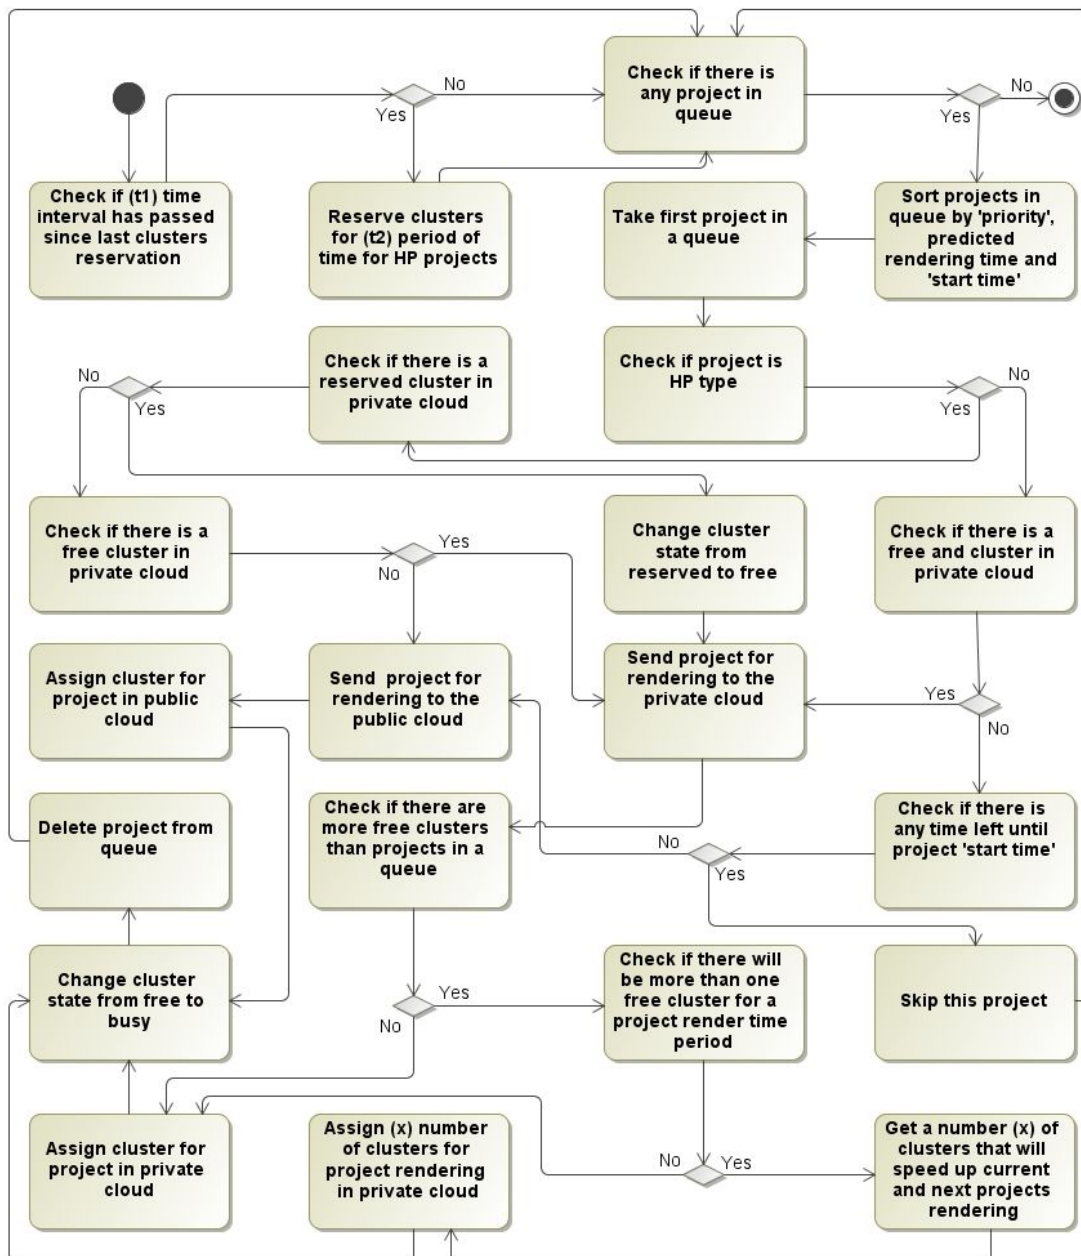 No
Yes
Check if there is
any project in
queue
No
Yes
Check if (t1) time
interval has passed
since last clusters
reservation
Reserve clusters
for (t2) period of
time for HP projects
Take first project in
a queue
Sort projects in
queue by 'priority',
predicted
rendering time and
'start time'
No
Yes
Check if there is a
reserved cluster in
private cloud
Check if project is
HP type
No
Yes
Check if there is a
free cluster in
private cloud
Yes
No
Change cluster
state from
reserved to free
Check if there is a
free and cluster in
private cloud
Assign cluster for
project in public
cloud
Send  project for
rendering to the
public cloud
Send project for
rendering to the
private cloud
Yes
No
Delete project from
queue
Check if there are
more free clusters
than projects in a
queue
No
Yes
Check if there is
any time left until
project 'start time'
Change cluster
state from free to
busy
Yes
No
Check if there will
be more than one
free cluster for a
project render time
period
Skip this project
Assign cluster for
project in private
cloud
Assign (x) number
of clusters for
project rendering
in private cloud
No
Yes
Get a number (x) of
clusters that will
speed up current
and next projects
rendering